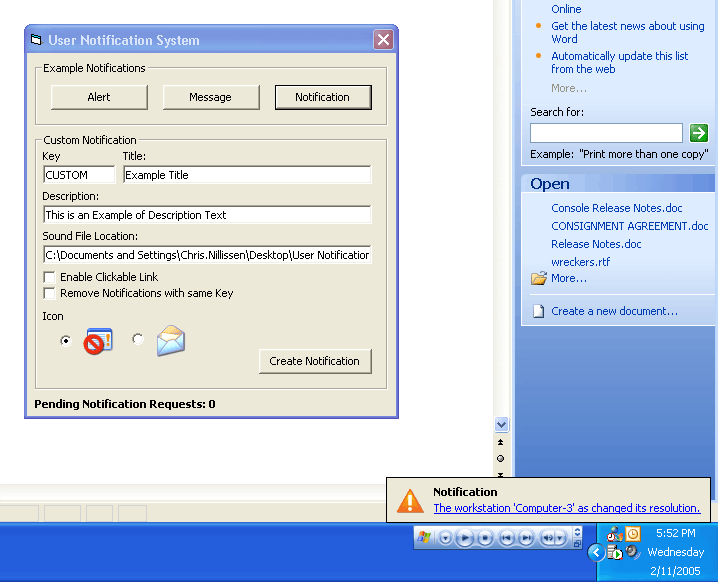 User Notification System
Example Notifications
Alert
Message
Notification
Custom Notification
Key
Title:
CUSTOM
Example Title
Description:
This is an Example of Description Text
Sound File Location:
C:\Documents and Settings\Chris.Nillissen\Desktop\User Notification
Enable Clickable Link
Remove Notifications with same Key
Icon
Create Notification
Pending Notification Requests: 0
Online
Get the latest news about using
Word
Automatically update this list
from the web
More...
Search for:
Example: "Print more than one copy"
Open
Console Release Notes.doc
CONSIGNMENT AGREEMENT.doc
Release Notes.doc
wreckers.rtf
More...
Create a new document...
Notification
The workstation 'Computer-3' as changed its resolution.
5:52 PM
Wednesday
2/11/2005